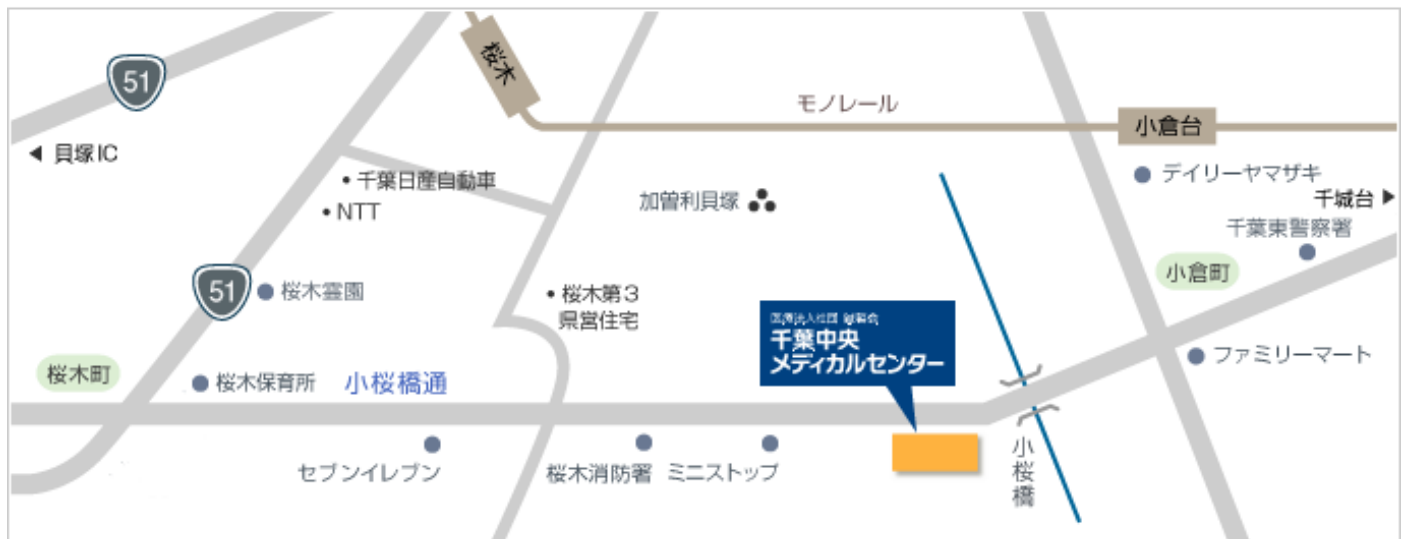 桜木
51
モノレール
小倉台
◀ 貝塚IC
デイリーヤマザキ
• 千葉日産自動車
千城台 ▶
• NTT
加曽利貝塚
千葉東警察署
小倉町
51
桜木霊園
• 桜木第3
県営住宅
医療法人社団
千葉中央
メディカルセンター
ファミリーマート
桜木町
桜木保育所
小桜橋通
小桜橋
セブンイレブン
桜木消防署
ミニストップ